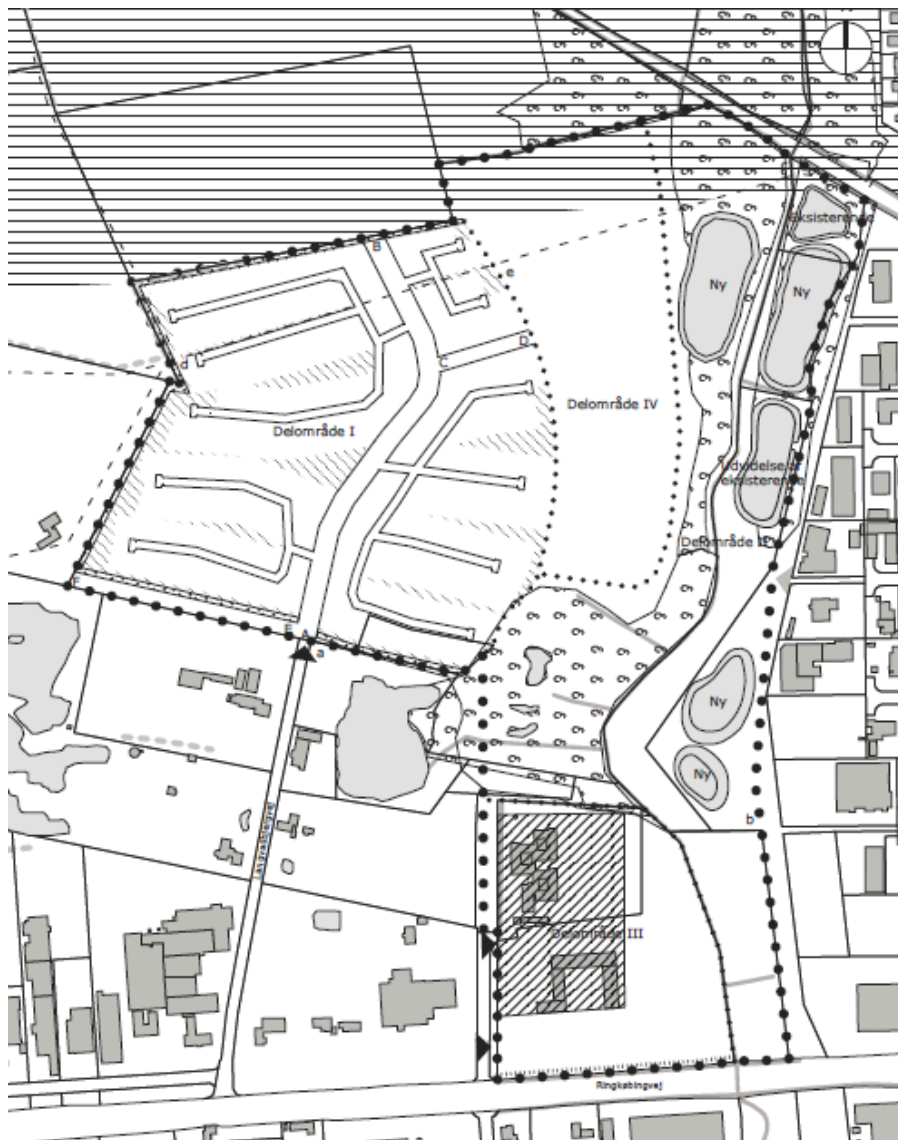 Eksisterende
B
e
Ny
Ny
d
C
D
Delområde IV
Delområde I
Udvidelse af
eksisterende
Delområde II
b
F
E
A
a
Ny
Ny
b
Delområde III
Ringkøbingvej